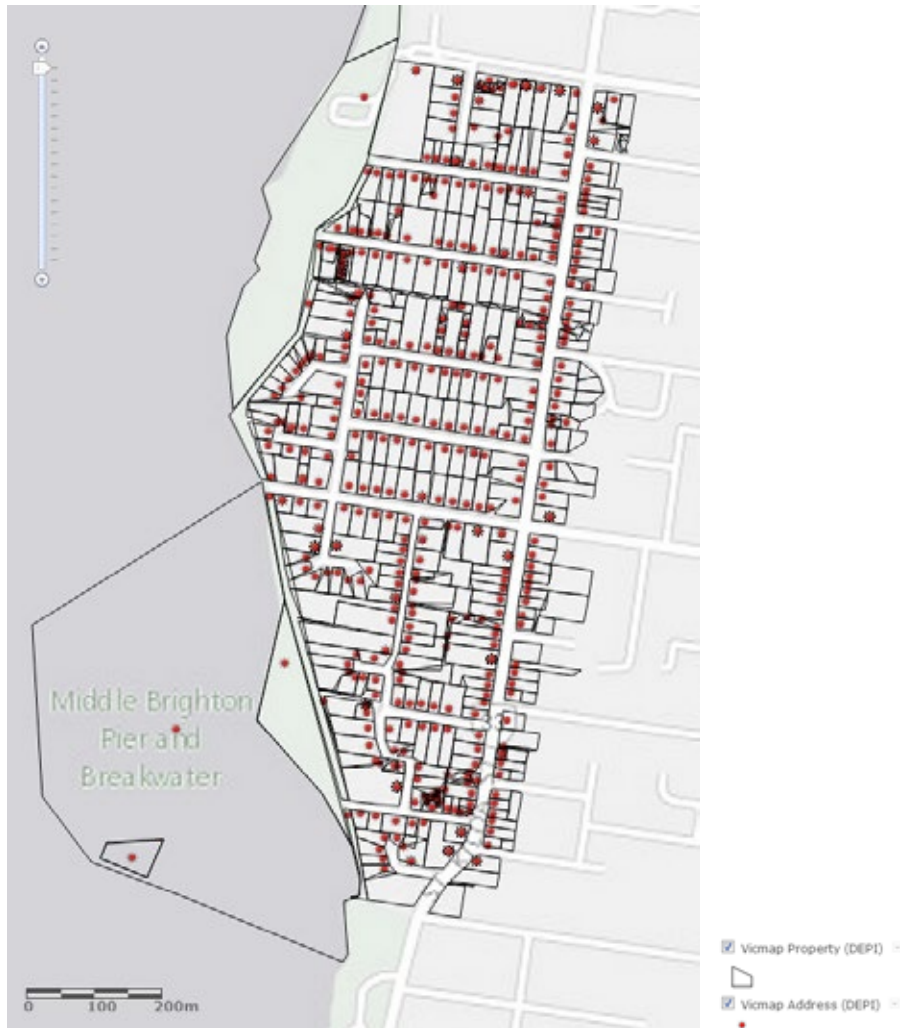 Middle Brighton
Pier and
Breakwater
0 100 200m
Vicmap Property (DEPI)
Vicmap Address (DEPI)